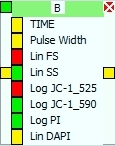 B
TIME
Pulse Width
Lin FS
Lin SS
Log JC-1_525
Log JC-1_590
Log PI
Lin DAPI